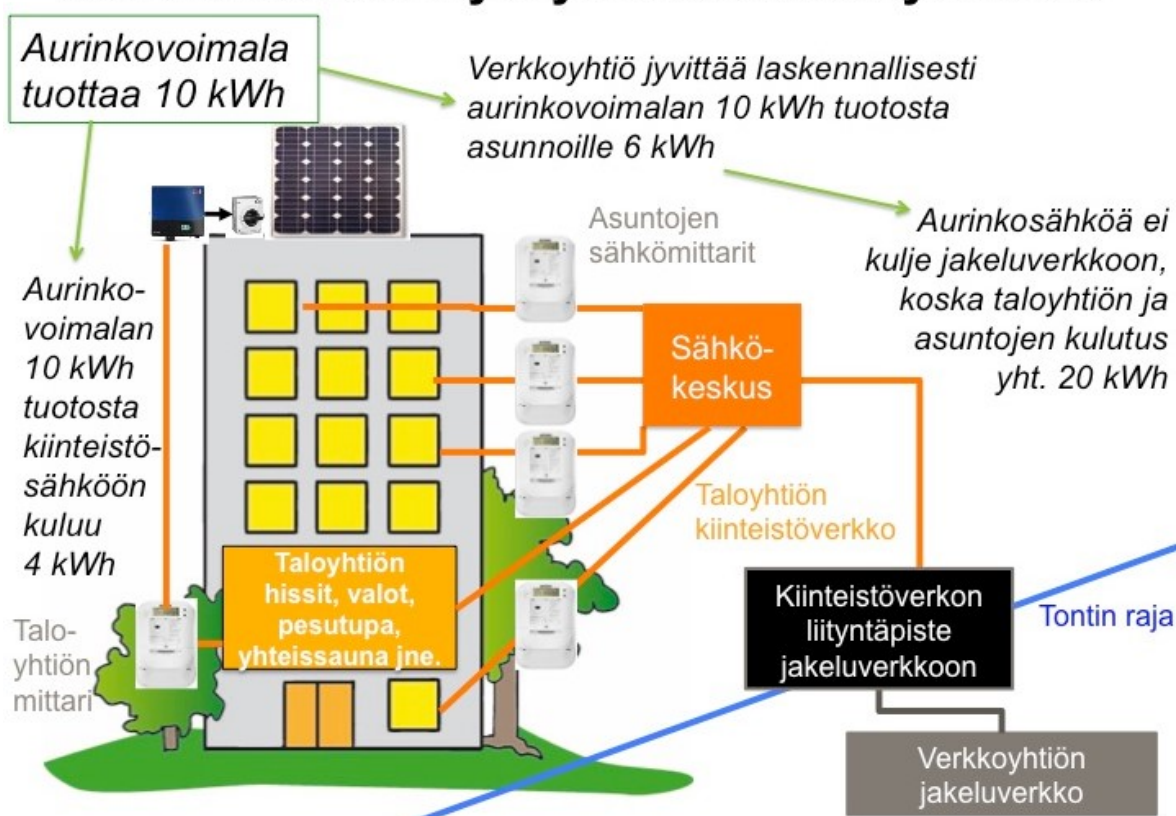 Aurinkovoimala
tuottaa 10 kWh
Verkkoyhtiö jyvittää laskennallisesti
aurinkovoimalan 10 kWh tuotosta
asunnoille 6 kWh
Asuntojen
sähkömittarit
Aurinkosähköä ei
kulje jakeluverkkoon,
koska taloyhtiön ja
asuntojen kulutus
yht. 20 kWh
Aurinko-
voimalan
10 kWh
tuotosta
kiinteistö-
sähköön
kuluu
4 kWh
Sähkö-
keskus
Taloyhtiön
kiinteistöverkko
Taloyhtiön
hissit, valot,
pesutupa,
yhteissauna jne.
Talo-
yhtiön
mittari
Kiinteistöverkon
liityntäpiste
jakeluverkkoon
Tontin raja
Verkkoyhtiön
jakeluverkko